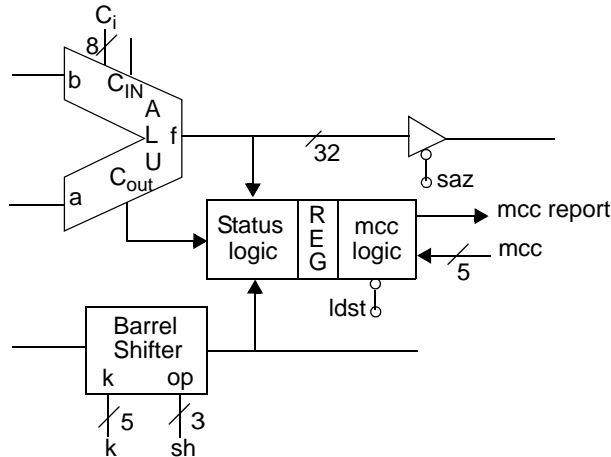 Ci
8
b
CIN
A
L
U
f
Cout
a
32
saz
Status
logic
R
E
G
mcc
logic
mcc report
mcc
5
ldst
Barrel
Shifter
k op
5 3
k sh